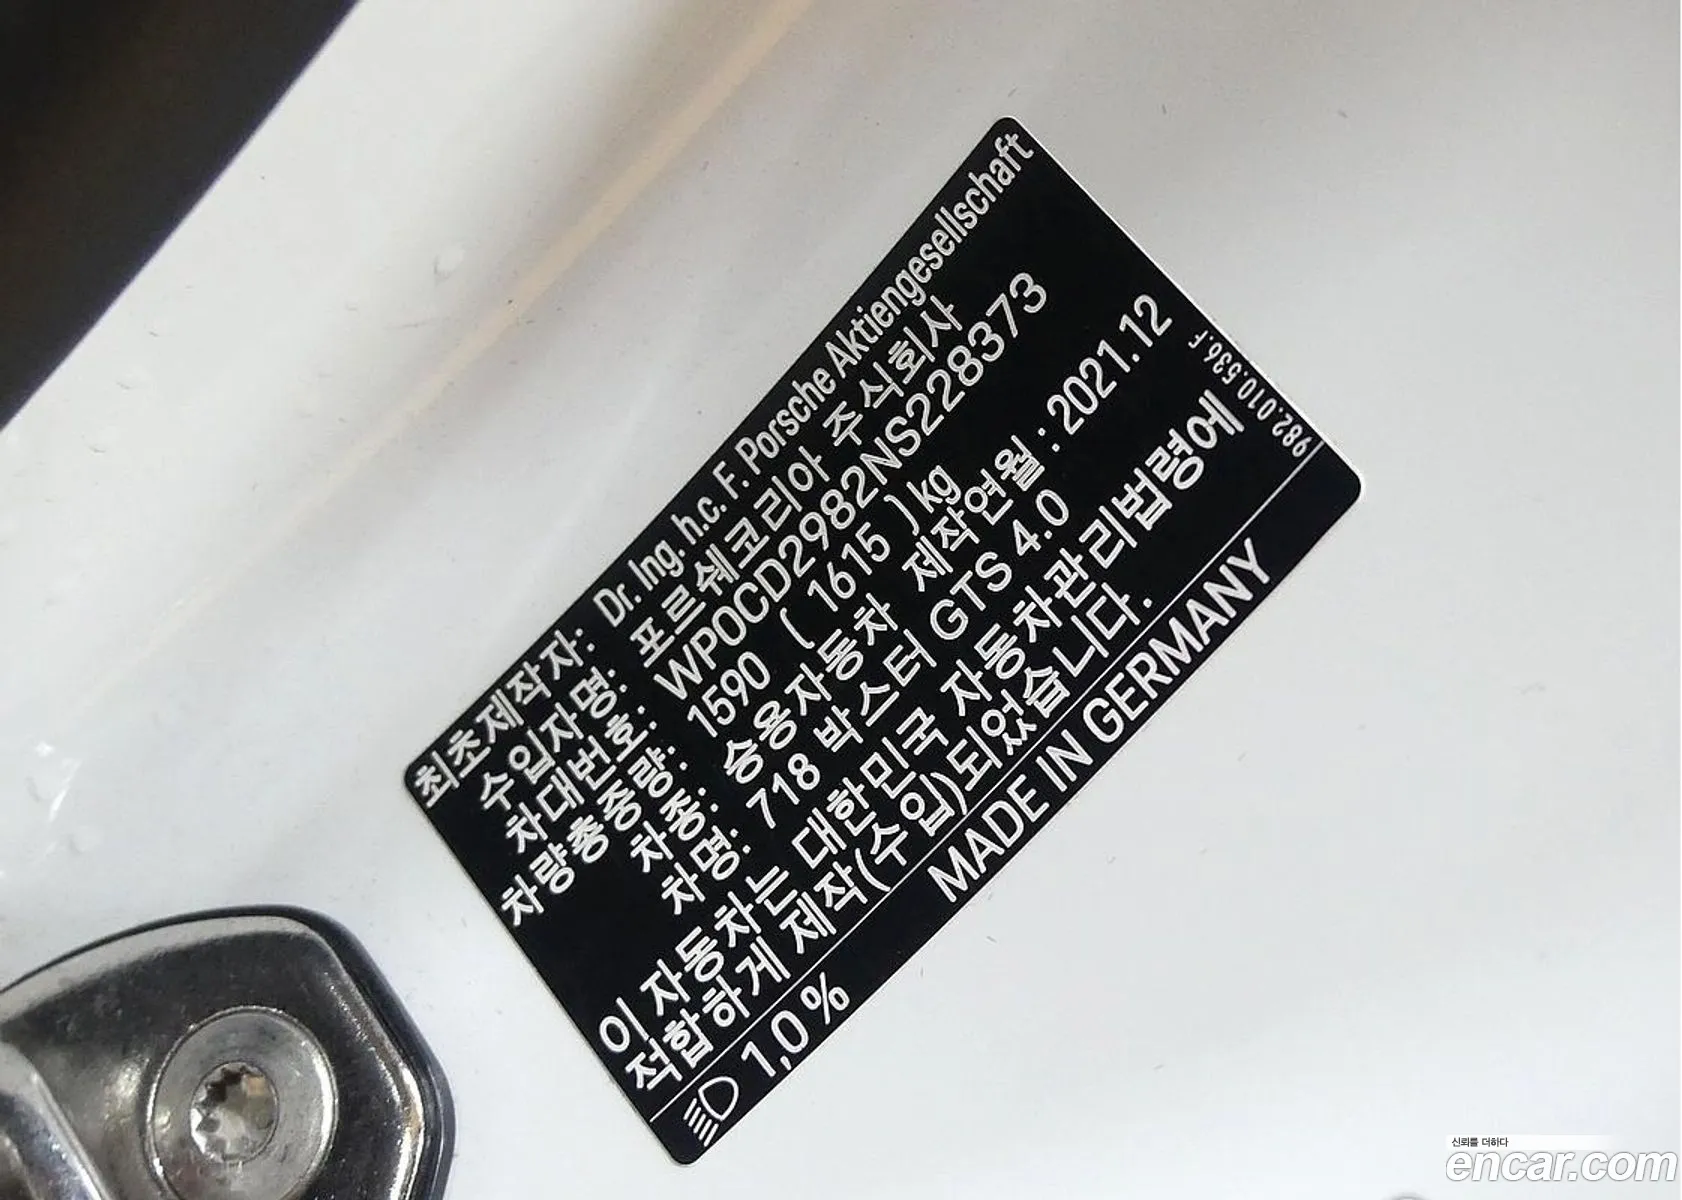 최초제작자: Dr. Ing. h.c. F. Porsche Aktiengesellschaft
수입자명: 포르쉐코리아 주식회사
차대번호: WP0CD2982NS228373
차량총중량: 1590 ( 1615 ) kg
차종: 승용자동차 제작연월 : 2021.12
차명: 718 박스터 GTS 4.0
이 자동차는 대한민국 자동차관리법령에
적합하게 제작(수입)되었습니다.
982.010.536.F
1,0 % MADE IN GERMANY
신뢰를 더하다
encar.com